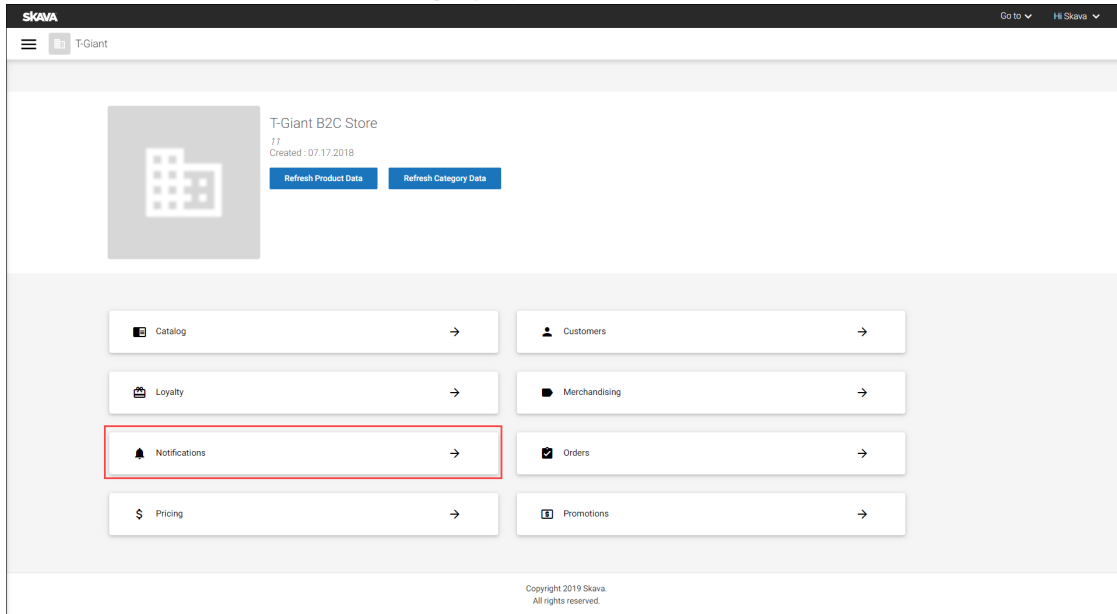 SKAVA
Go to
Hi Skava
T-Giant
T-Giant B2C Store
11
Created : 07.17.2018
Refresh Product Data
Refresh Category Data
Catalog
Customers
Loyalty
Merchandising
Notifications
Orders
$ Pricing
$ Promotions
Copyright 2019 Skava.
All rights reserved.